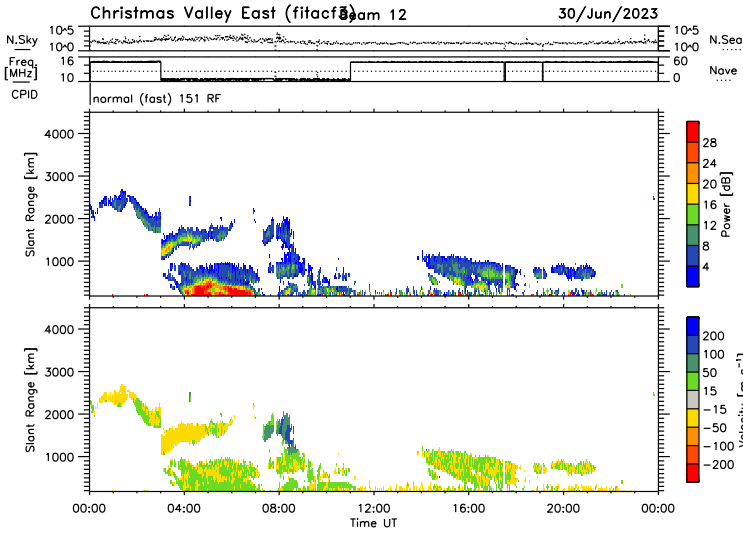 Christmas Valley East (fitacf3) Beam 12 30/Jun/2023
N.Sky 10^5 10^0 10^5 10^0 N.Sea
Freq. [MHz] 16 10 60 0 Nave
CPID normal (fast) 151 RF
Slant Range [km] 4000 3000 2000 1000
28 24 20 16 12 8 4 Power [dB]
Slant Range [km] 4000 3000 2000 1000
200 100 50 15 -15 -50 -100 -200 Velocity [m s^-1]
00:00 04:00 08:00 12:00 16:00 20:00 00:00
Time UT